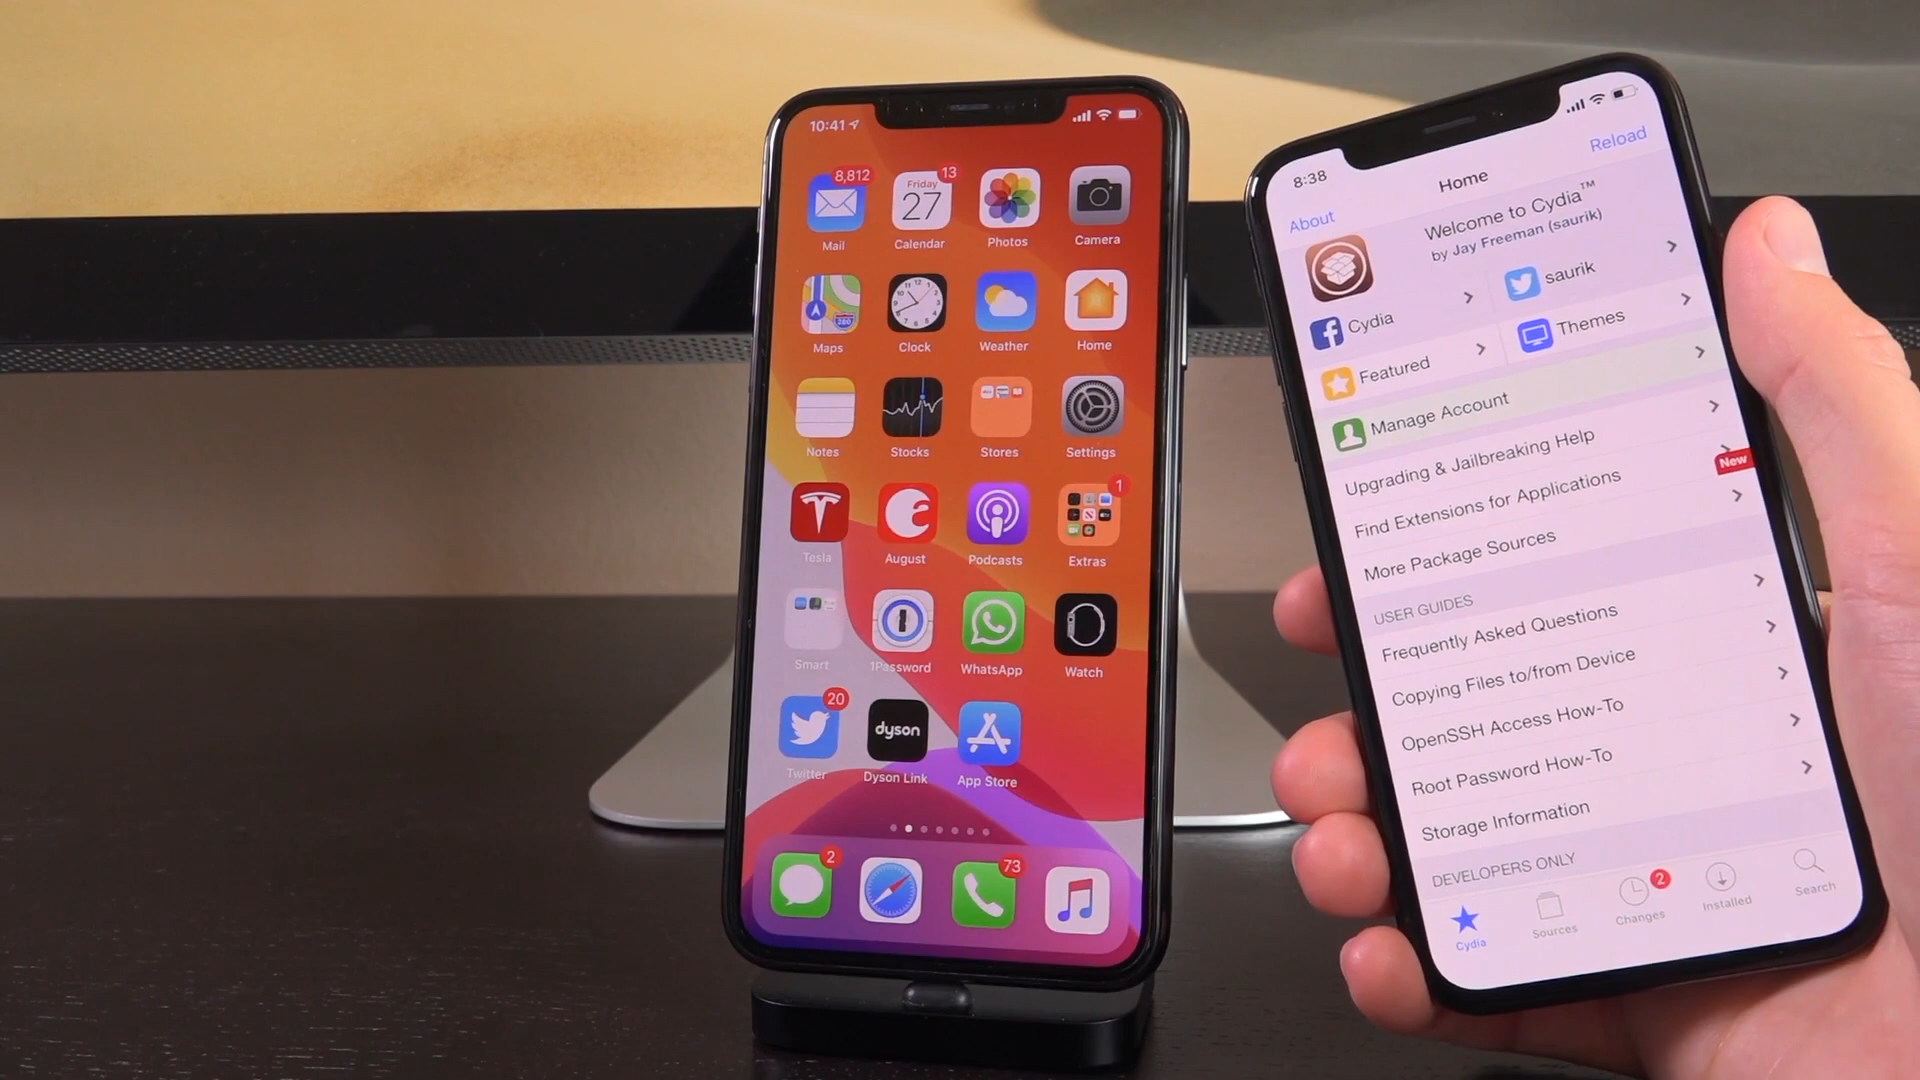 10:41
8,812
13
Friday
27
Mail
Calendar
Photos
Camera
280
Maps
Clock
Weather
Home
Notes
Stocks
Stores
Settings
1
Tesla
August
Podcasts
Extras
Smart
1Password
WhatsApp
Watch
20
dyson
Twitter
Dyson Link
App Store
2
73
8:38
Home
Reload
About
Welcome to Cydia™
by Jay Freeman (saurik)
Cydia
saurik
Featured
Themes
Manage Account
Upgrading & Jailbreaking Help
Find Extensions for Applications
New
More Package Sources
USER GUIDES
Frequently Asked Questions
Copying Files to/from Device
OpenSSH Access How-To
Root Password How-To
Storage Information
DEVELOPERS ONLY
2
Cydia
Sources
Changes
Installed
Search